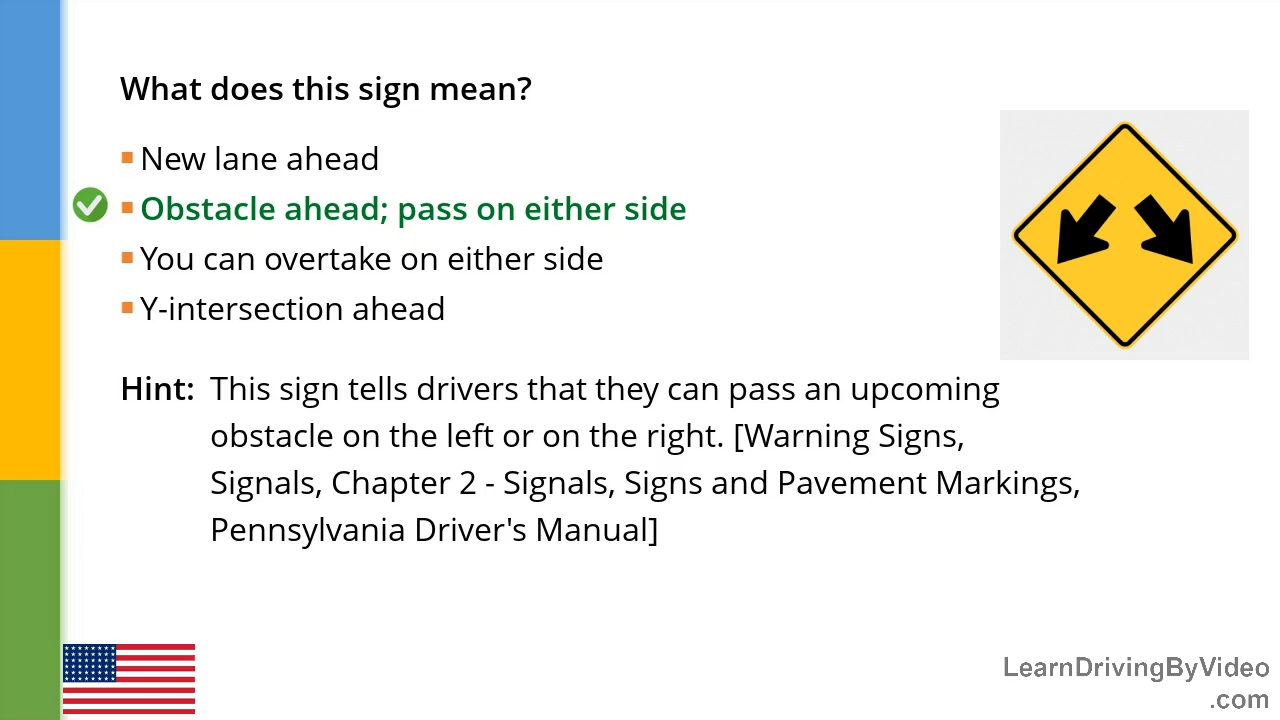 What does this sign mean?
New lane ahead
Obstacle ahead; pass on either side
You can overtake on either side
Y-intersection ahead
Hint: This sign tells drivers that they can pass an upcoming
obstacle on the left or on the right. [Warning Signs,
Signals, Chapter 2 - Signals, Signs and Pavement Markings,
Pennsylvania Driver's Manual]
LearnDrivingByVideo
.com